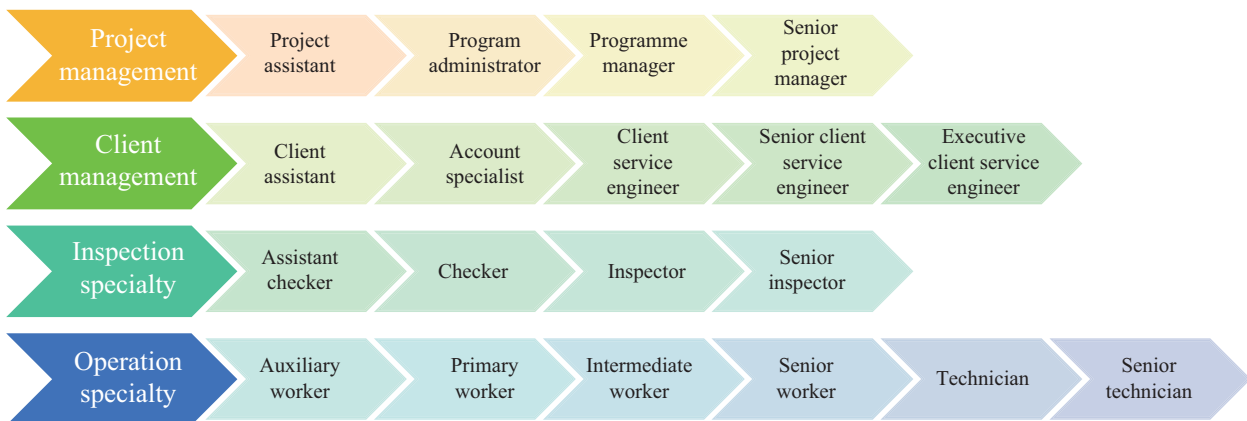 Project
management
Project
assistant
Program
administrator
Programme
manager
Senior
project
manager
Client
management
Client
assistant
Account
specialist
Client
service
engineer
Senior client
service
engineer
Executive
client service
engineer
Inspection
specialty
Assistant
checker
Checker
Inspector
Senior
inspector
Operation
specialty
Auxiliary
worker
Primary
worker
Intermediate
worker
Senior
worker
Technician
Senior
technician